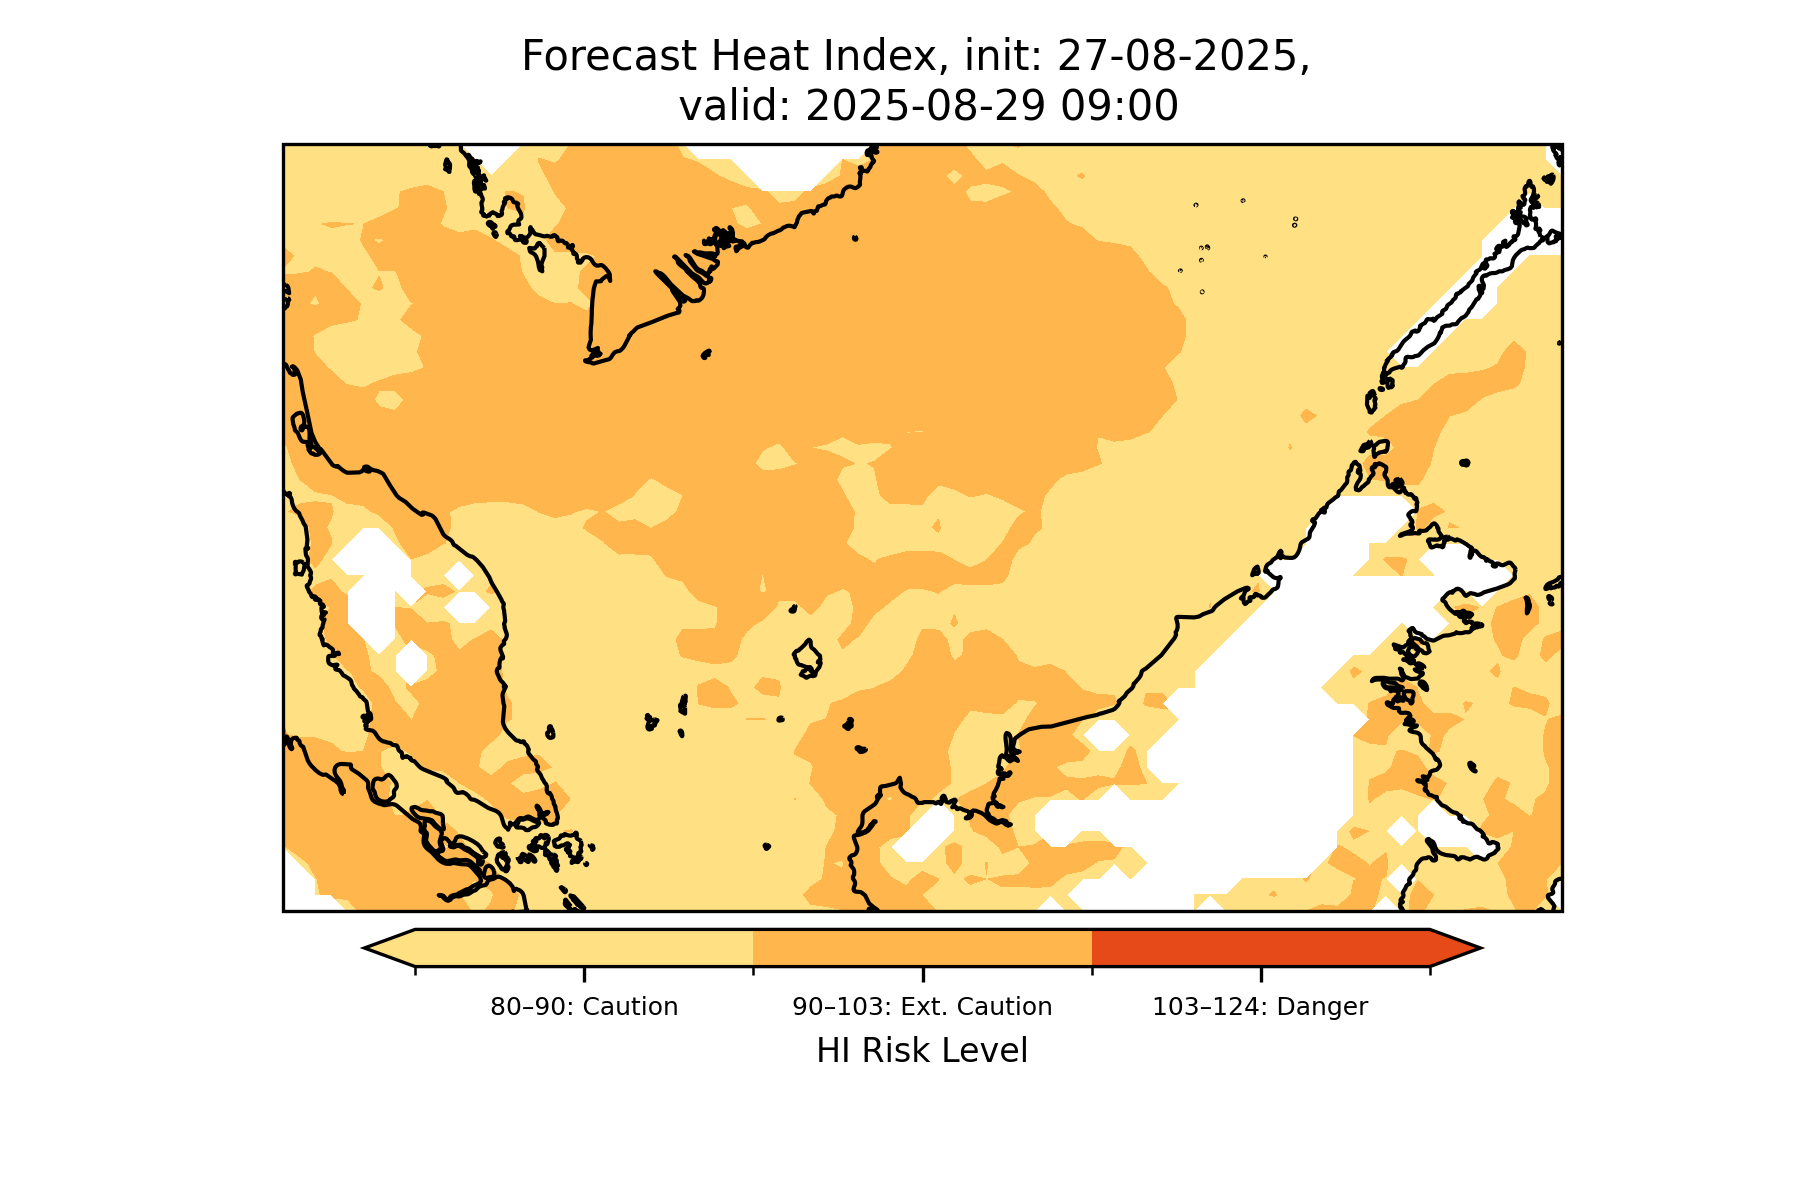 Forecast Heat Index, init: 27-08-2025,
valid: 2025-08-29 09:00
80–90: Caution
90–103: Ext. Caution
103–124: Danger
HI Risk Level